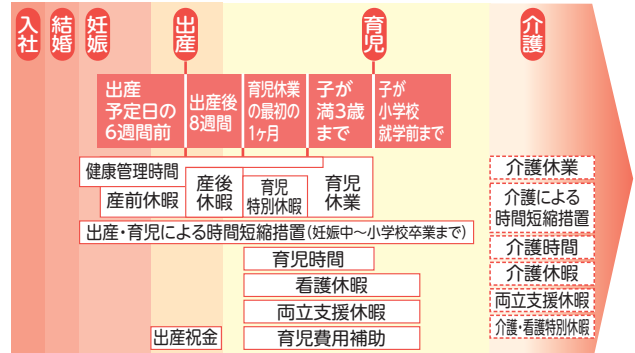 入社
結婚
妊娠
出産
育児
介護
出産
予定日の
6週間前
出産後
8週間
育児休業
の最初の
1ヶ月
子が
満3歳
まで
子が
小学校
就学前まで
健康管理時間
産前休暇
産後
休暇
育児
特別休暇
育児
休業
出産・育児による時間短縮措置(妊娠中~小学校卒業まで)
育児時間
看護休暇
両立支援休暇
出産祝金
育児費用補助
介護休業
介護による
時間短縮措置
介護時間
介護休暇
両立支援休暇
介護・看護特別休暇